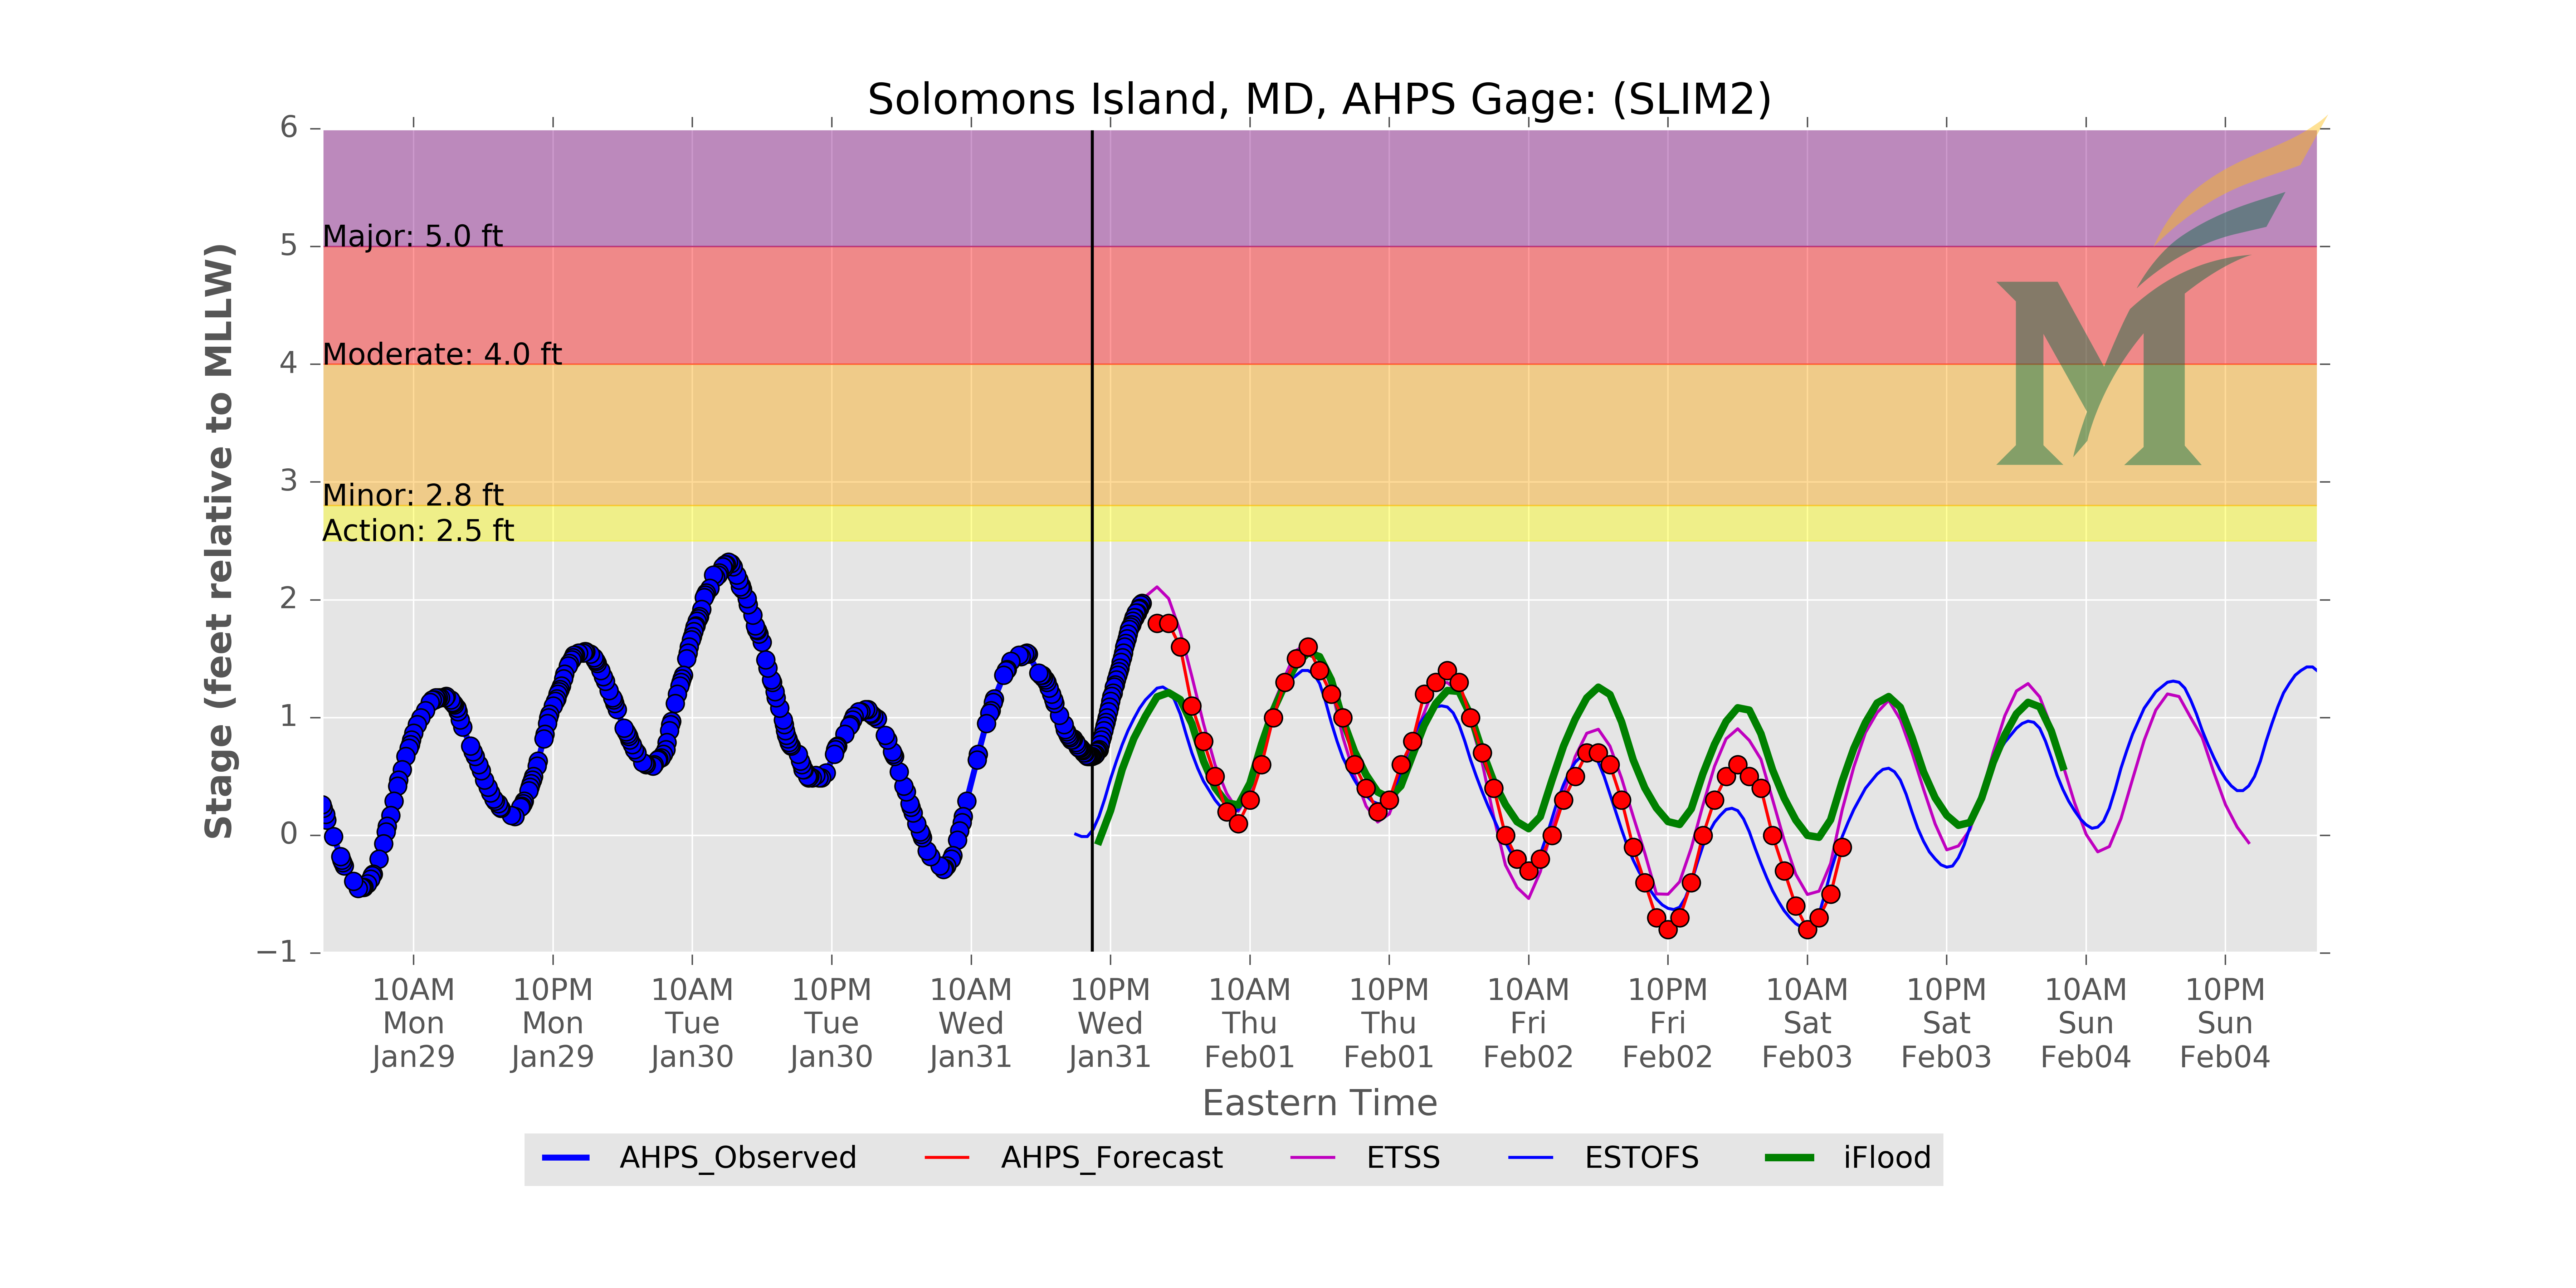 Solomons Island, MD, AHPS Gage: (SLIM2)
Stage (feet relative to MLLW)
6
5
4
3
2
1
0
−1
Major: 5.0 ft
Moderate: 4.0 ft
Minor: 2.8 ft
Action: 2.5 ft
M
10AM 10PM 10AM 10PM 10AM 10PM 10AM 10PM 10AM 10PM 10AM 10PM 10AM 10PM
Mon Mon Tue Tue Wed Wed Thu Thu Fri Fri Sat Sat Sun Sun
Jan29 Jan29 Jan30 Jan30 Jan31 Jan31 Feb01 Feb01 Feb02 Feb02 Feb03 Feb03 Feb04 Feb04
Eastern Time
AHPS_Observed AHPS_Forecast ETSS ESTOFS iFlood